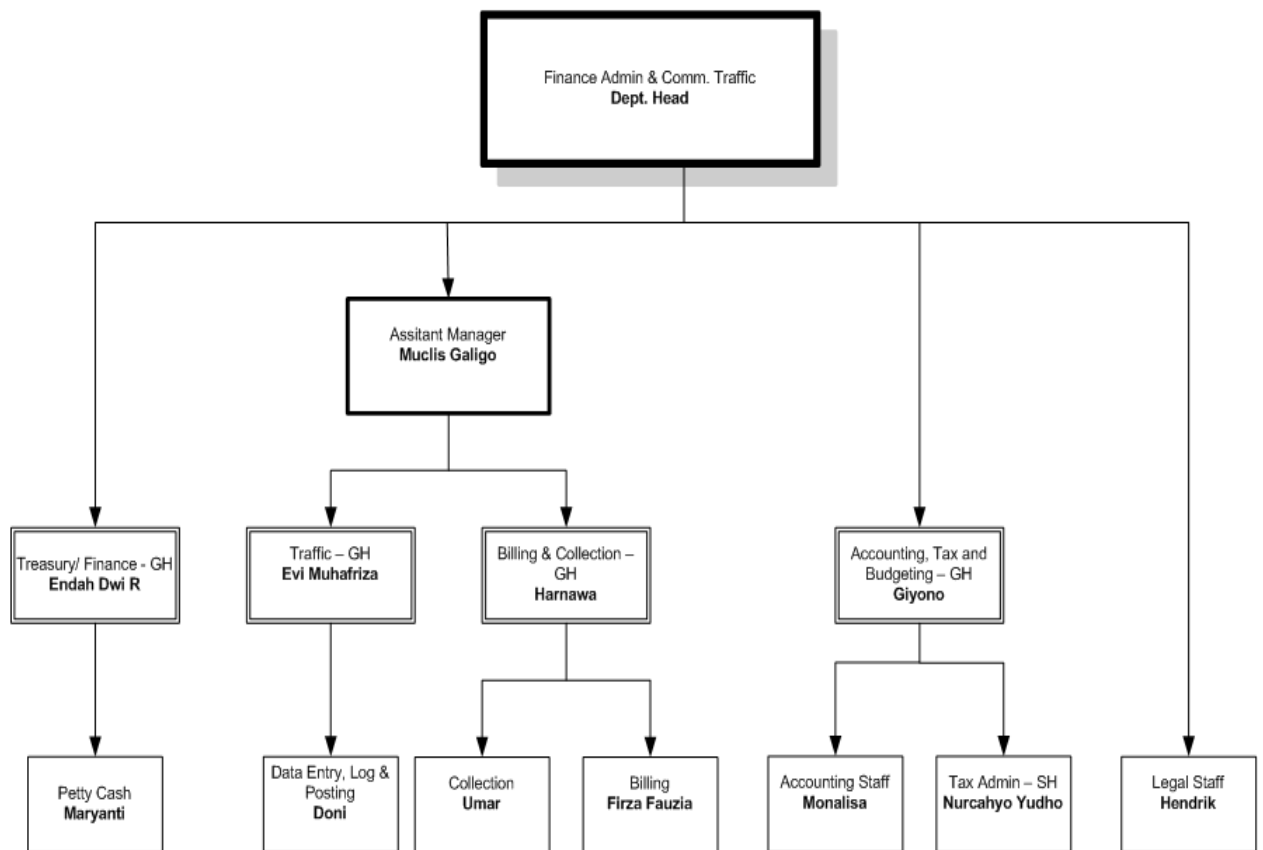 Finance Admin & Comm. Traffic
Dept. Head
Assitant Manager
Muclis Galigo
Treasury/ Finance - GH
Endah Dwi R
Traffic – GH
Evi Muhafriza
Billing & Collection –
GH
Harnawa
Accounting, Tax and
Budgeting – GH
Giyono
Petty Cash
Maryanti
Data Entry, Log &
Posting
Doni
Collection
Umar
Billing
Firza Fauzia
Accounting Staff
Monalisa
Tax Admin – SH
Nurcahyo Yudho
Legal Staff
Hendrik